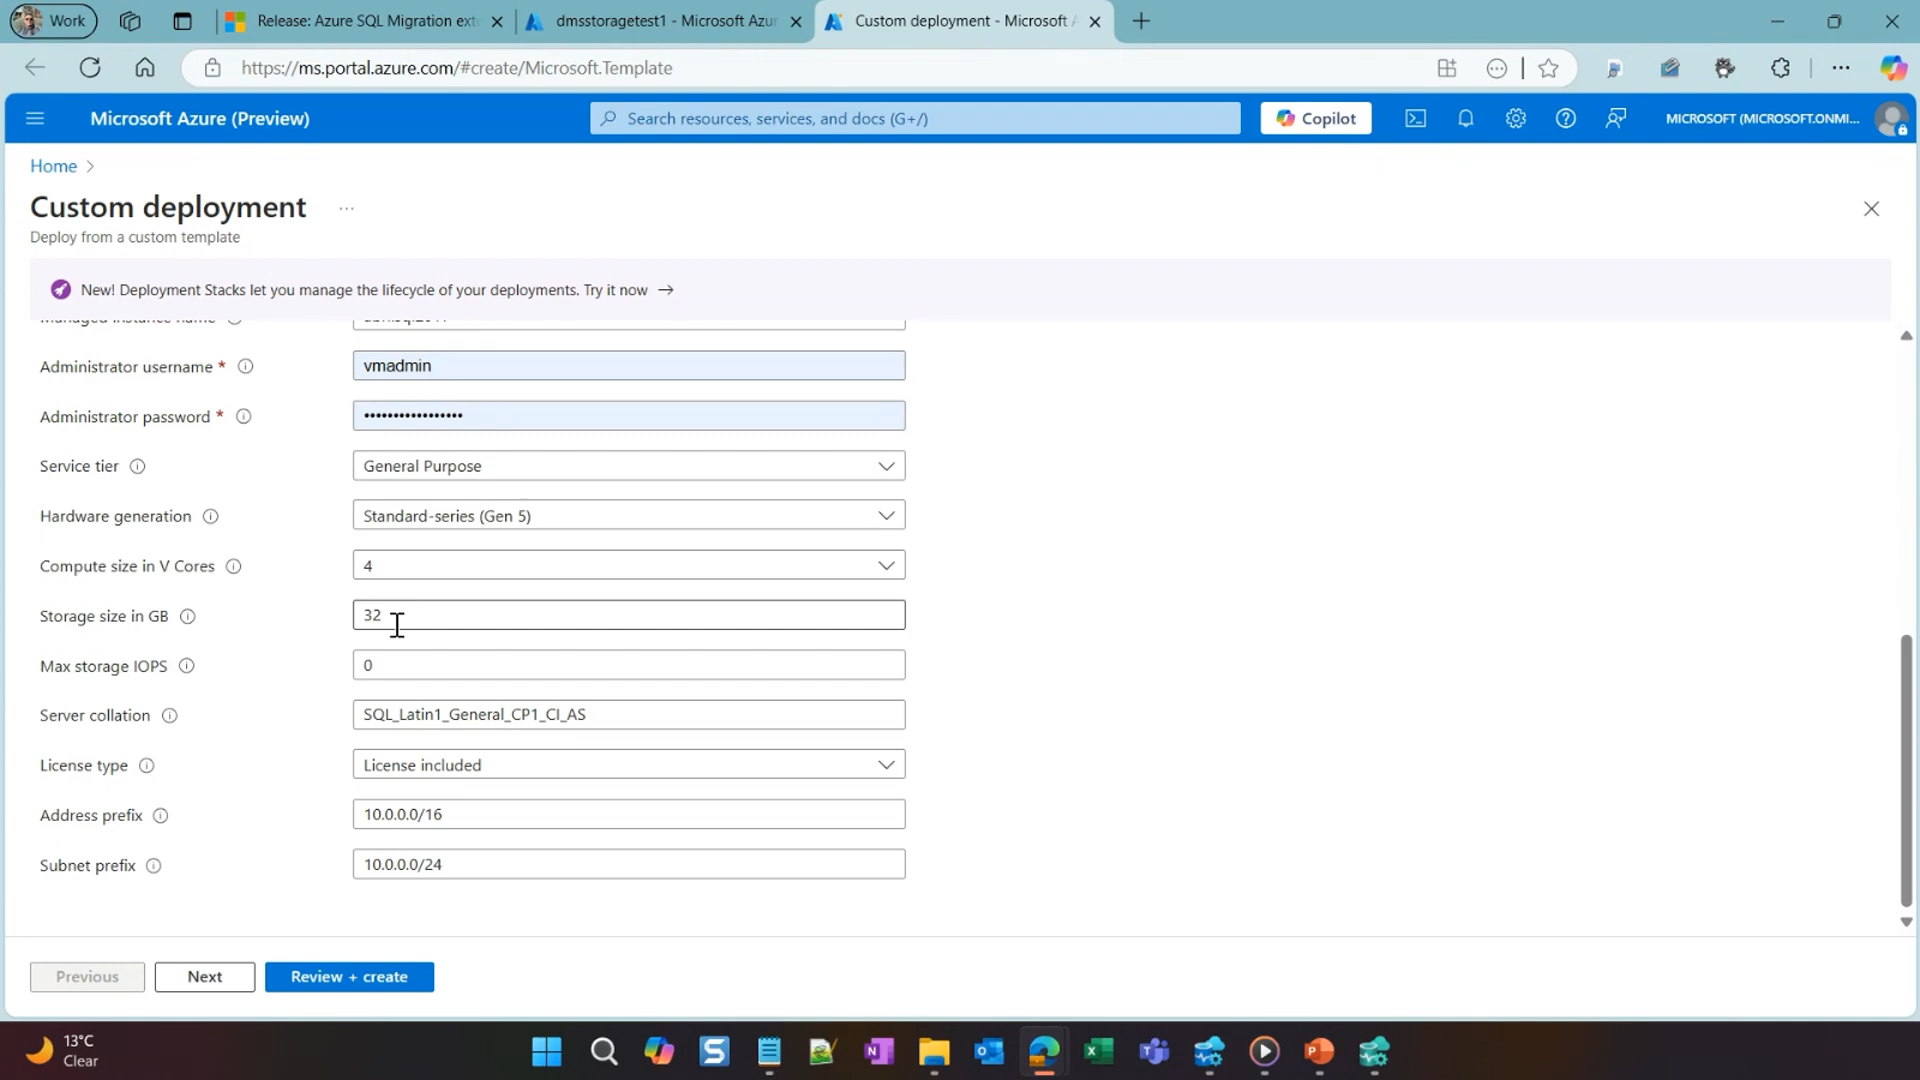 Work
Release: Azure SQL Migration exte
dmsstoragetest1 - Microsoft Azur
Custom deployment - Microsoft A
https://ms.portal.azure.com/#create/Microsoft.Template
Microsoft Azure (Preview)
Search resources, services, and docs (G+/)
Copilot
MICROSOFT (MICROSOFT.ONMI...
Home
Custom deployment
Deploy from a custom template
New! Deployment Stacks let you manage the lifecycle of your deployments. Try it now →
Managed instance name
Administrator username *
vmadmin
Administrator password *
•••••••••••••••••
Service tier
General Purpose
Hardware generation
Standard-series (Gen 5)
Compute size in V Cores
4
Storage size in GB
32
Max storage IOPS
0
Server collation
SQL_Latin1_General_CP1_CI_AS
License type
License included
Address prefix
10.0.0.0/16
Subnet prefix
10.0.0.0/24
Previous
Next
Review + create
13°C
Clear